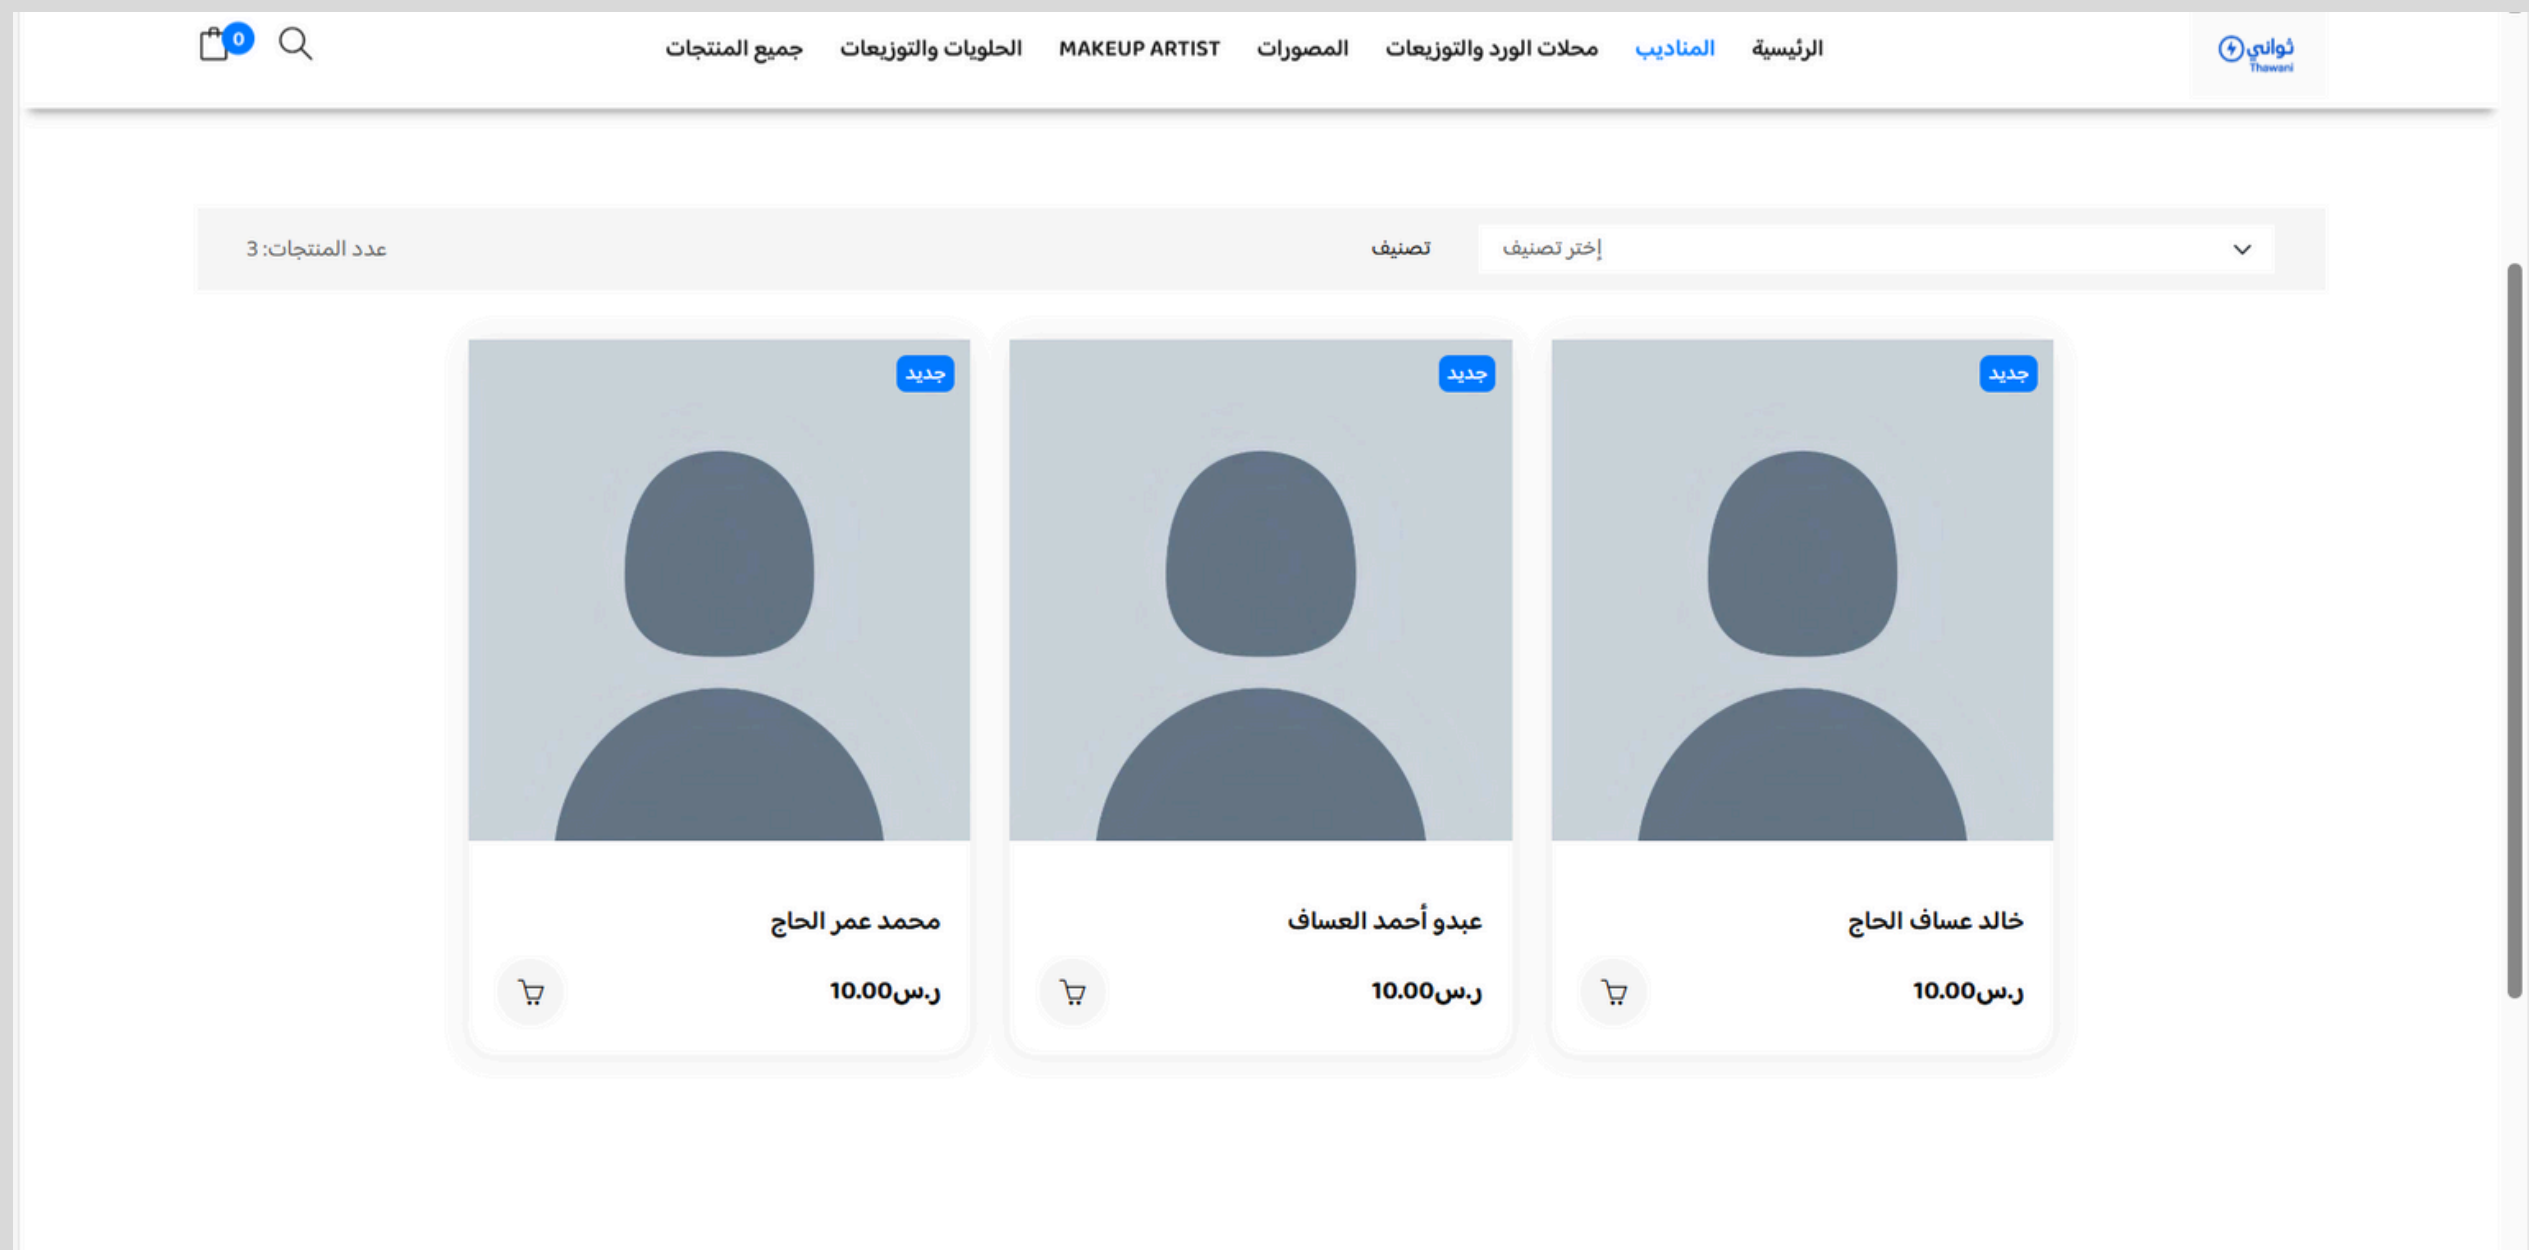 ثواني
Thawani
الرئيسية المناديب محلات الورد والتوزيعات المصورات MAKEUP ARTIST الحلويات والتوزيعات جميع المنتجات
0
تصنيف إختر تصنيف
عدد المنتجات: 3
جديد
جديد
جديد
خالد عساف الحاج
ر.س10.00
عبدو أحمد العساف
ر.س10.00
محمد عمر الحاج
ر.س10.00